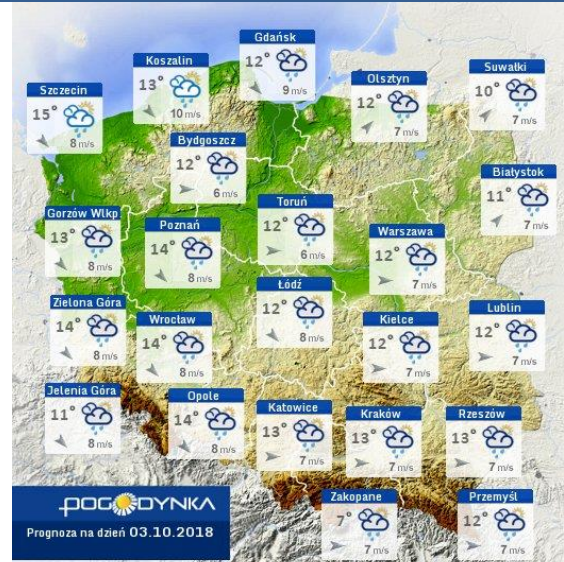 Gdańsk
12°
9 m/s
Koszalin
13°
10 m/s
Suwałki
10°
7 m/s
Olsztyn
12°
7 m/s
Szczecin
15°
8 m/s
Bydgoszcz
12°
6 m/s
Białystok
11°
7 m/s
Toruń
12°
6 m/s
Gorzów Wlkp
13°
8 m/s
Poznań
14°
8 m/s
Warszawa
12°
7 m/s
Łódź
12°
8 m/s
Zielona Góra
14°
8 m/s
Wrocław
14°
8 m/s
Kielce
12°
7 m/s
Lublin
12°
7 m/s
Jelenia Góra
11°
8 m/s
Opole
14°
8 m/s
Katowice
13°
7 m/s
Kraków
13°
7 m/s
Rzeszów
13°
7 m/s
Zakopane
7°
7 m/s
Przemyśl
12°
7 m/s
POGODYNKA
Prognoza na dzień 03.10.2018